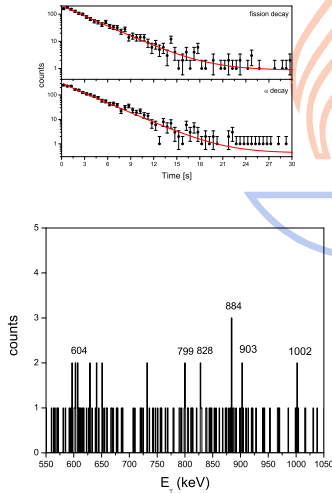 fission decay
100
10
1
counts
α decay
100
10
1
0 3 6 9 12 15 18 21 24 27 30
Time [s]
5
4
3
2
1
0
counts
884
604
799 828
903
1002
550 600 650 700 750 800 850 900 950 1000 1050
Eγ (keV)